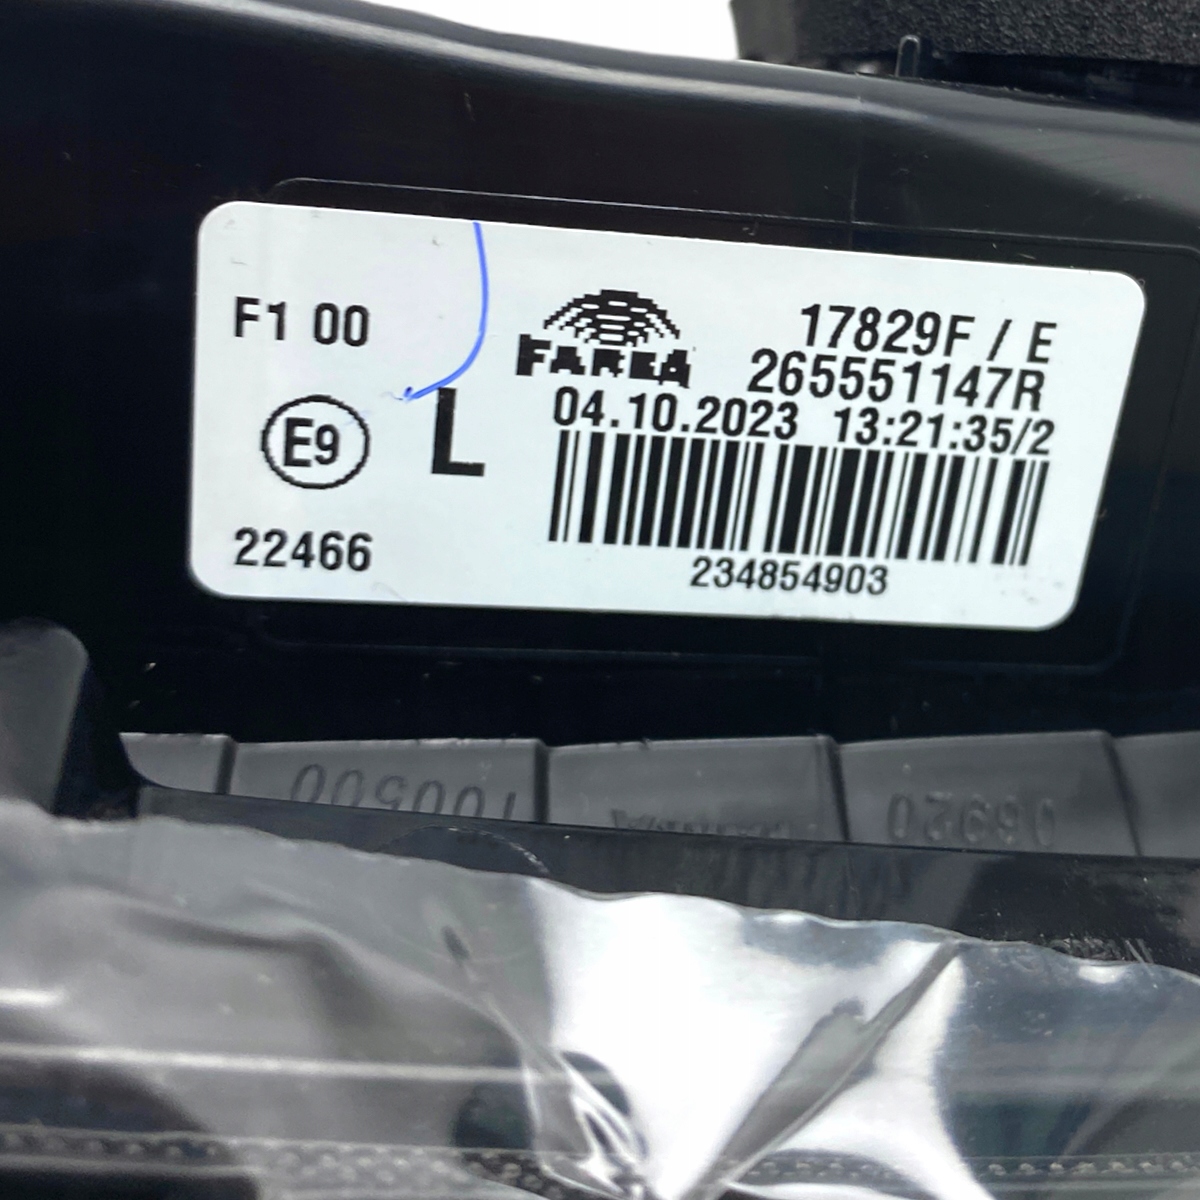 F1 00
E9
L
22466
FARBA
17829F / E
265551147R
04.10.2023 13:21:35/2
234854903